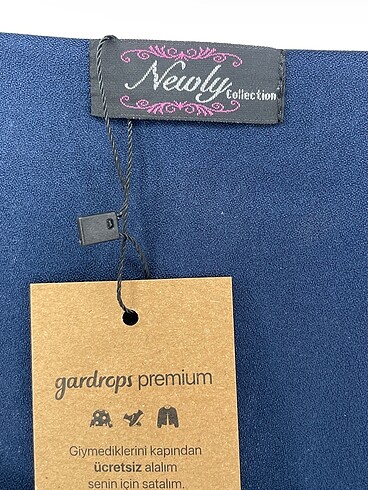 Newly
Collection
gardrops premium
Giymediklerini kapından
ücretsiz alalım
senin için satalım.